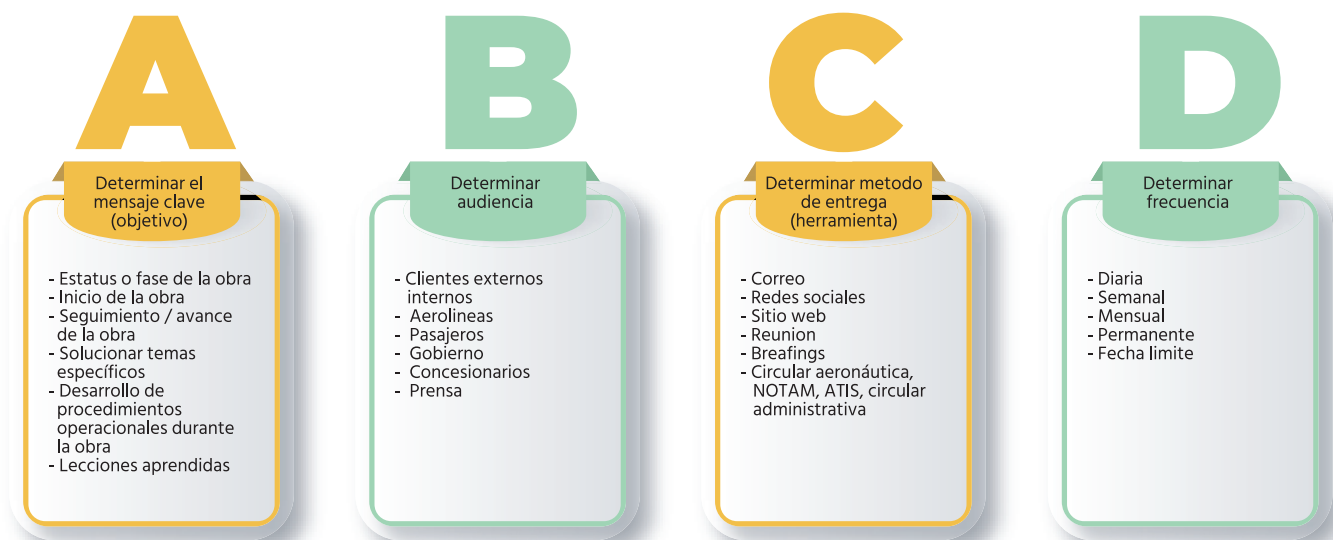 A
Determinar el
mensaje clave
(objetivo)
- Estatus o fase de la obra
- Inicio de la obra
- Seguimiento / avance
de la obra
- Solucionar temas
específicos
- Desarrollo de
procedimientos
operacionales durante
la obra
- Lecciones aprendidas
B
Determinar
audiencia
- Clientes externos
internos
- Aerolineas
- Pasajeros
- Gobierno
- Concesionarios
- Prensa
C
Determinar metodo
de entrega
(herramienta)
- Correo
- Redes sociales
- Sitio web
- Reunion
- Breafings
- Circular aeronáutica,
NOTAM, ATIS, circular
administrativa
D
Determinar
frecuencia
- Diaria
- Semanal
- Mensual
- Permanente
- Fecha limite